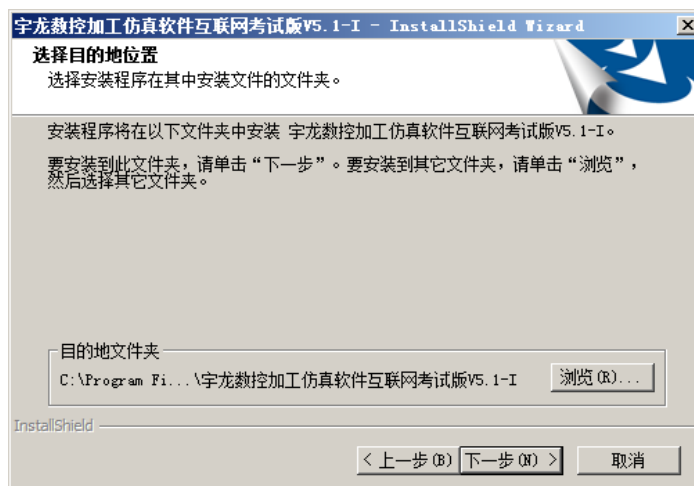 宇龙数控加工仿真软件互联网考试版V5.1-I - InstallShield Wizard
选择目的地位置
选择安装程序在其中安装文件的文件夹。
安装程序将在以下文件夹中安装 宇龙数控加工仿真软件互联网考试版V5.1-I。
要安装到此文件夹，请单击“下一步”。要安装到其它文件夹，请单击“浏览”，
然后选择其它文件夹。
目的地文件夹
C:\Program Fi...\宇龙数控加工仿真软件互联网考试版V5.1-I 浏览(R)...
InstallShield
< 上一步(B) 下一步(N) > 取消